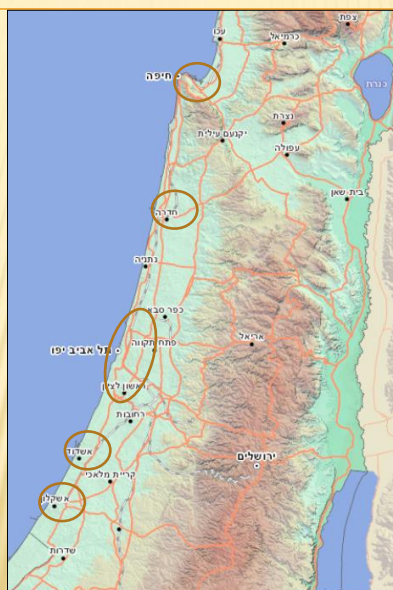 צפת
עכו
כרמיאל
כנרת
חיפה
נצרת
יקנעם עילית
עפולה
בית שאן
חדרה
נתניה
כפר סבא
תל אביב יפו
פתח תקווה
אריאל
ראשון לציון
רחובות
אשדוד
ירושלים
קריית מלאכי
אשקלון
שדרות